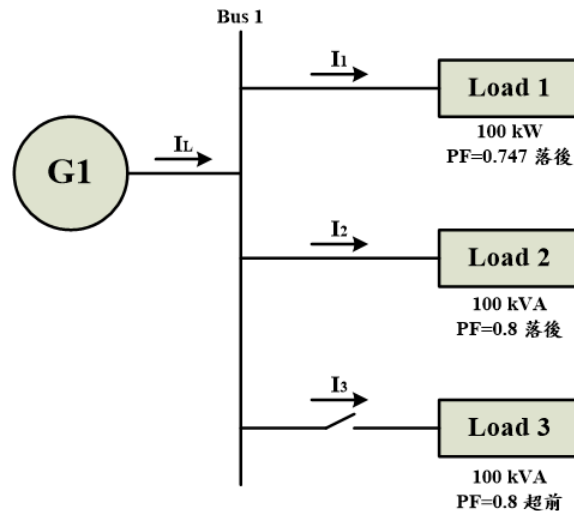 Bus 1
I1
Load 1
100 kW
PF=0.747 落後
G1
IL
I2
Load 2
100 kVA
PF=0.8 落後
I3
Load 3
100 kVA
PF=0.8 超前